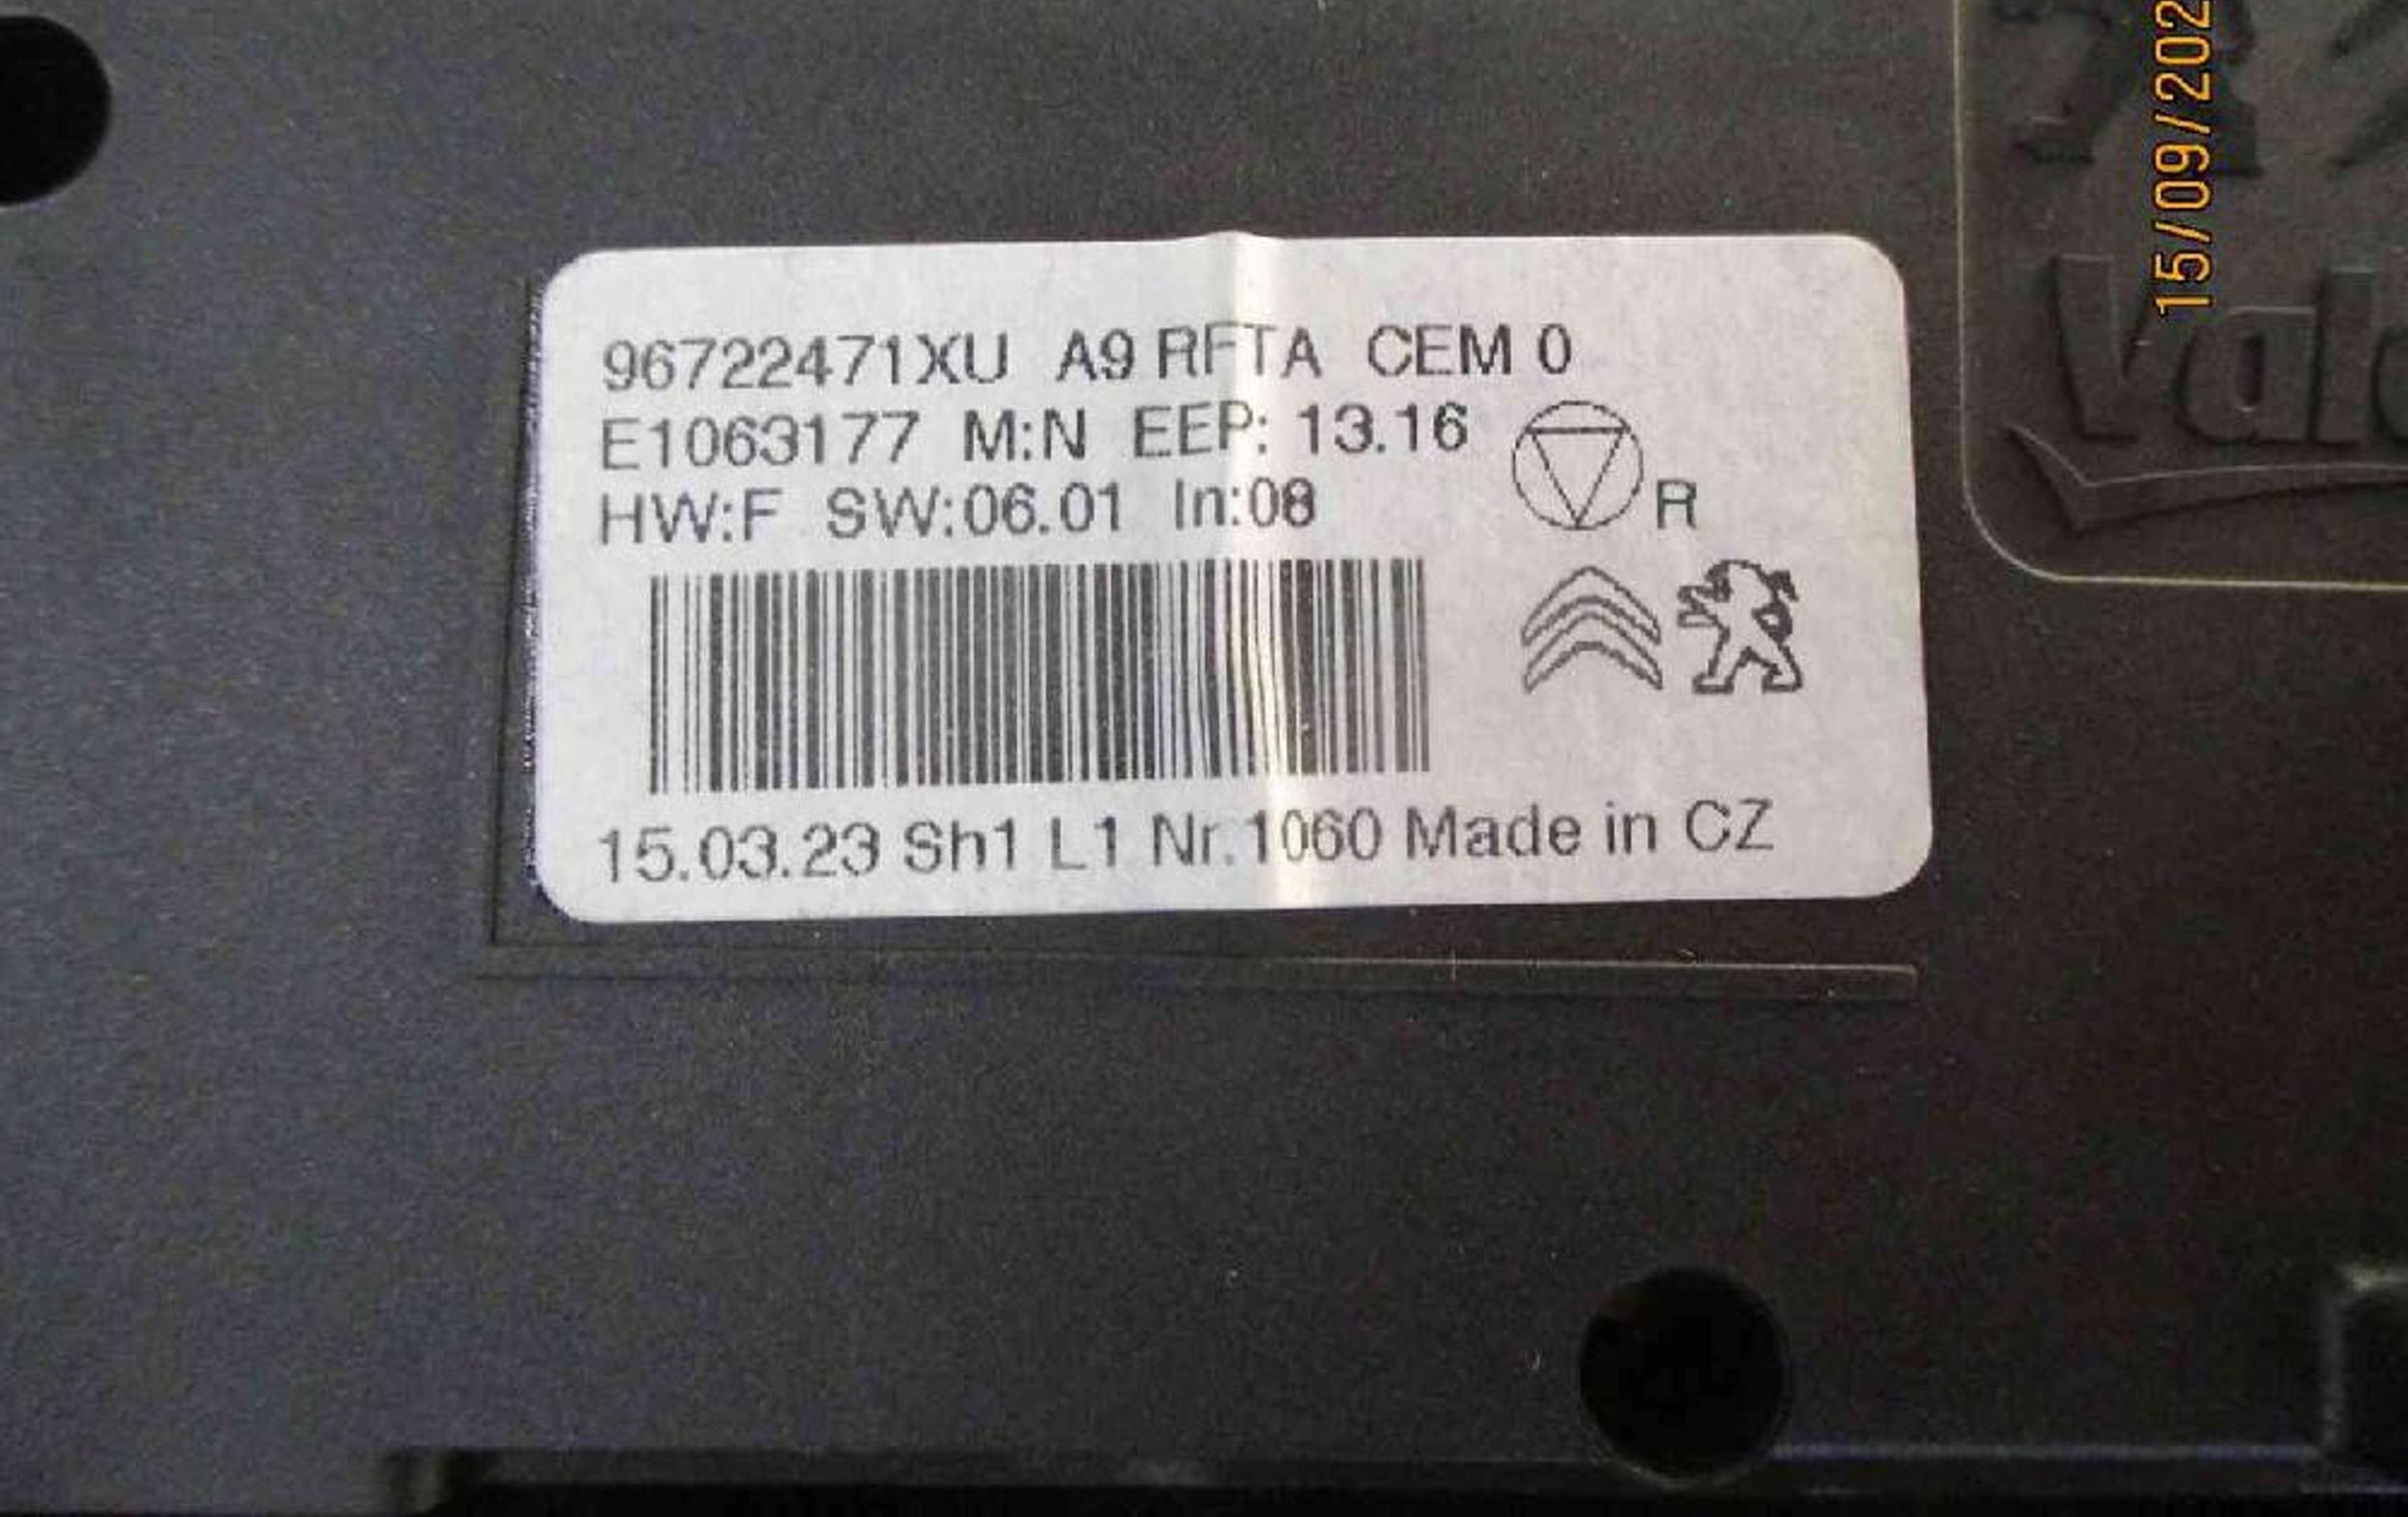 96722471XU A9 RFTA CEM 0
E1063177 M:N EEP: 13.16
HW:F SW:06.01 In:08
R
15.03.23 Sh1 L1 Nr.1060 Made in CZ
15/09/202
Vale